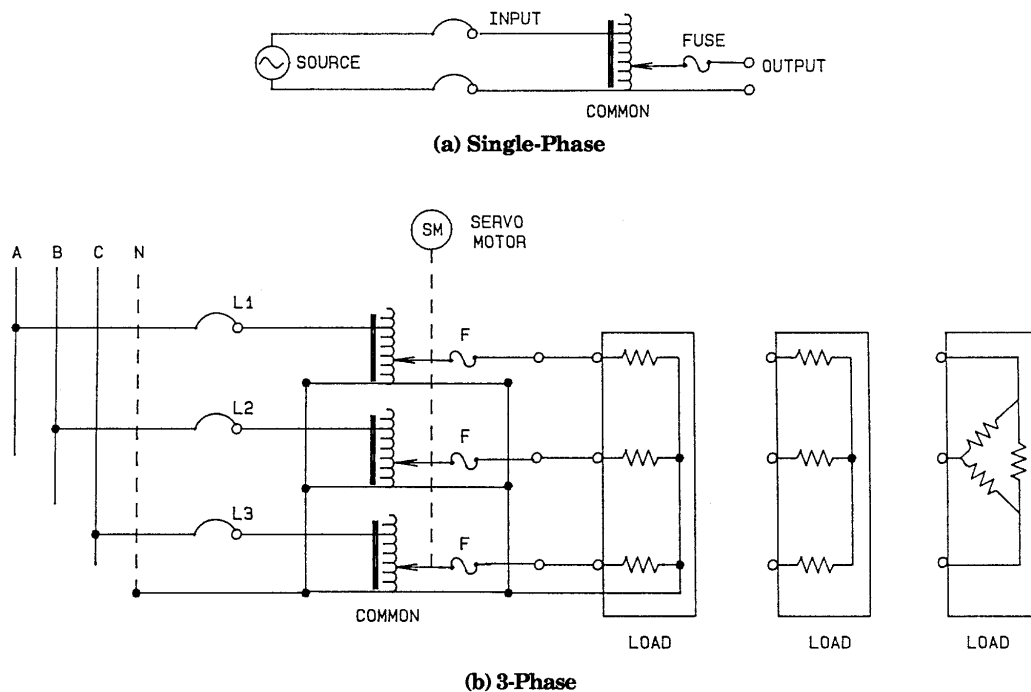 INPUT
SOURCE
FUSE
OUTPUT
COMMON
(a) Single-Phase
SM
SERVO
MOTOR
A B C N
L1
F
L2
F
L3
F
COMMON
LOAD LOAD LOAD
(b) 3-Phase